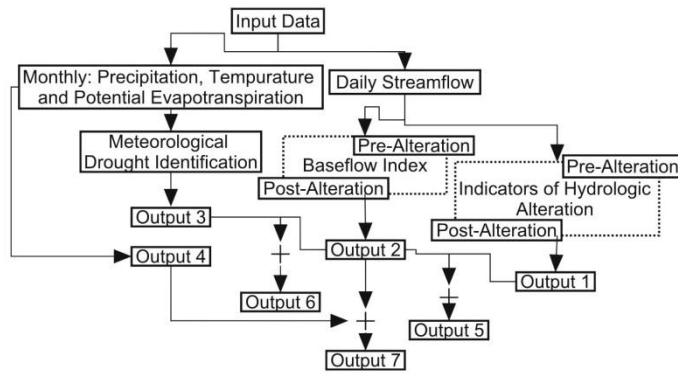 Input Data
Monthly: Precipitation, Tempurature
and Potential Evapotranspiration
Daily Streamflow
Meteorological
Drought Identification
Pre-Alteration
Baseflow Index
Post-Alteration
Pre-Alteration
Indicators of Hydrologic
Alteration
Post-Alteration
Output 3
Output 4
+
Output 2
Output 1
Output 6
+
+
Output 5
Output 7